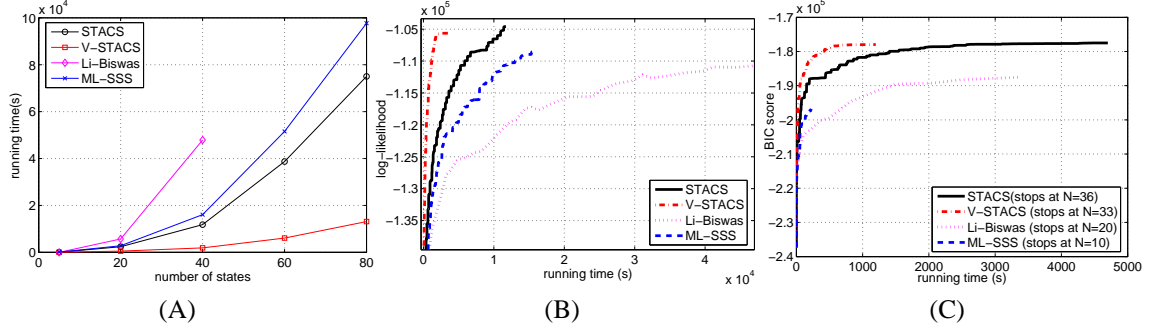 10
x 10^4
8
6
4
2
0
0
20
40
60
80
running time(s)
number of states
STACS
V−STACS
Li−Biswas
ML−SSS
(A)
x 10^5
−1.05
−1.1
−1.15
−1.2
−1.25
−1.3
−1.35
0
1
2
3
4
x 10^4
log−likelihood
running time (s)
STACS
V−STACS
Li−Biswas
ML−SSS
(B)
x 10^5
−1.7
−1.8
−1.9
−2
−2.1
−2.2
−2.3
−2.4
0
1000
2000
3000
4000
5000
BIC score
running time (s)
STACS(stops at N=36)
V−STACS (stops at N=33)
Li−Biswas (stops at N=20)
ML−SSS (stops at N=10)
(C)